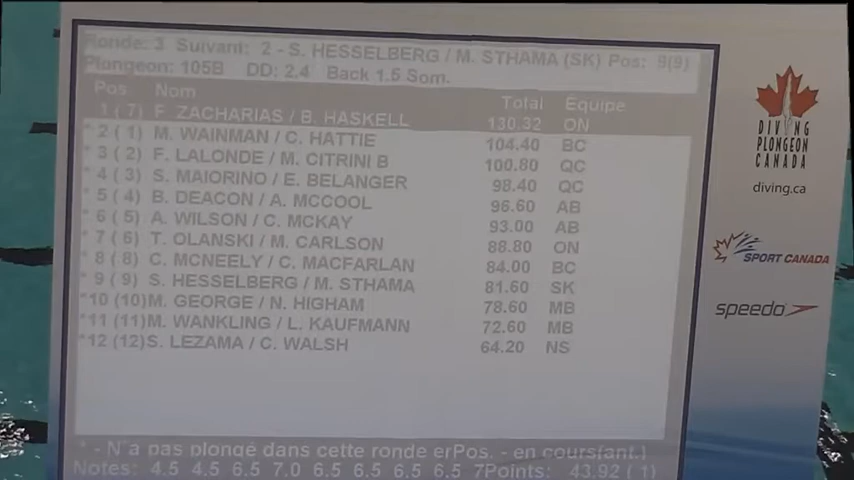 Ronde: 3 Suivant: 2 - S. HESSELBERG / M. STHAMA (SK) Pos: 9(9)
Plongeon: 105B DD: 2.4 Back 1.5 Som.
Pos Nom Total Équipe
1 (7) F ZACHARIAS / B. HASKELL 130.32 ON
* 2 (1) M. WAINMAN / C. HATTIE 104.40 BC
* 3 (2) F. LALONDE / M. CITRINI B 100.80 QC
* 4 (3) S. MAIORINO / E. BELANGER 98.40 QC
* 5 (4) B. DEACON / A. MCCOOL 96.60 AB
* 6 (5) A. WILSON / C. MCKAY 93.00 AB
* 7 (6) T. OLANSKI / M. CARLSON 88.80 ON
* 8 (8) C. MCNEELY / C. MACFARLAN 84.00 BC
* 9 (9) S. HESSELBERG / M. STHAMA 81.60 SK
*10 (10) M. GEORGE / N. HIGHAM 78.60 MB
*11 (11) M. WANKLING / L. KAUFMANN 72.60 MB
*12 (12) S. LEZAMA / C. WALSH 64.20 NS
* - N'a pas plongé dans cette ronde erPos. - en cours(ant.)
Notes: 4.5 4.5 6.5 7.0 6.5 6.5 6.5 6.5 7Points: 43.92 ( 1)
DIVING
PLONGEON
CANADA
diving.ca
SPORT CANADA
speedo